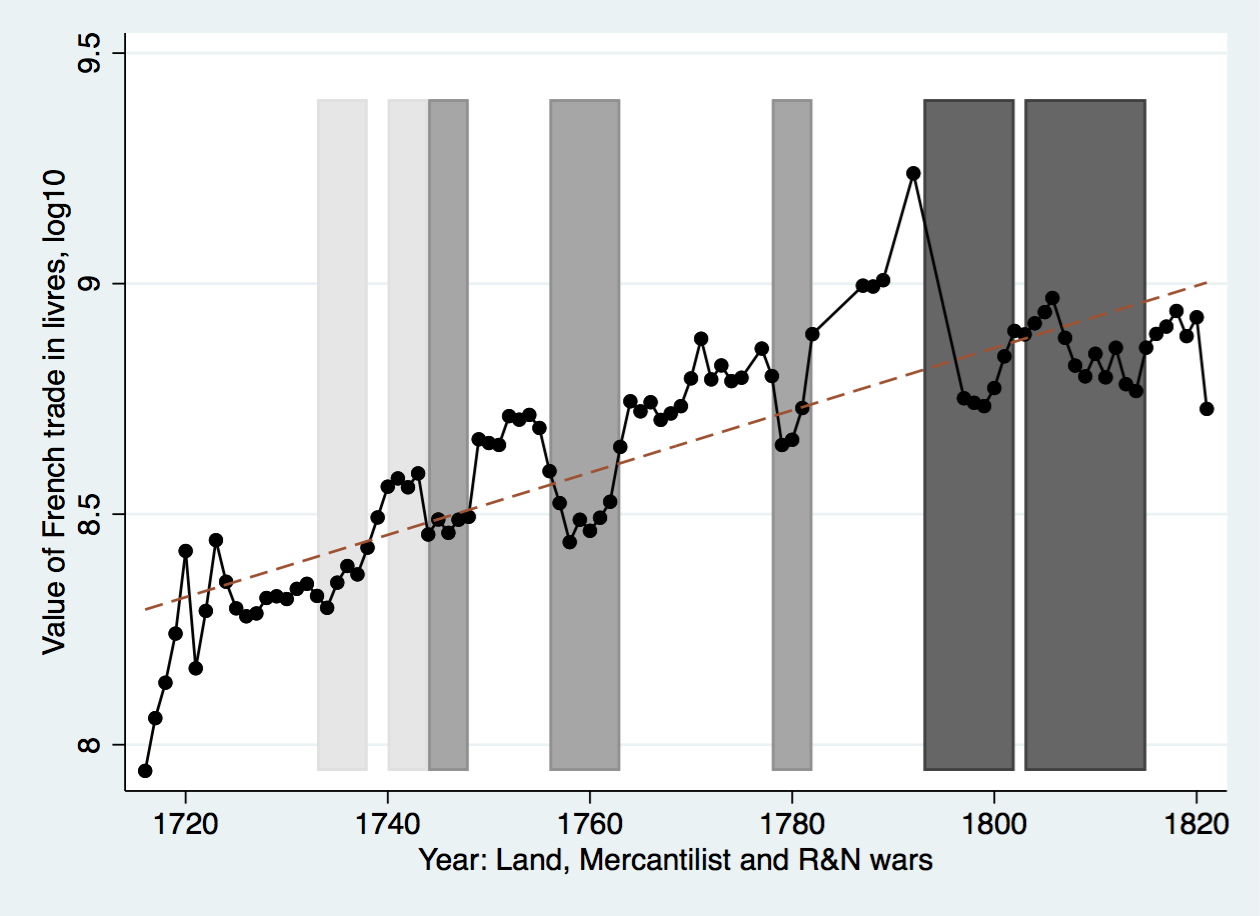 Value of French trade in livres, log10
9.5
9
8.5
8
1720 1740 1760 1780 1800 1820
Year: Land, Mercantilist and R&N wars